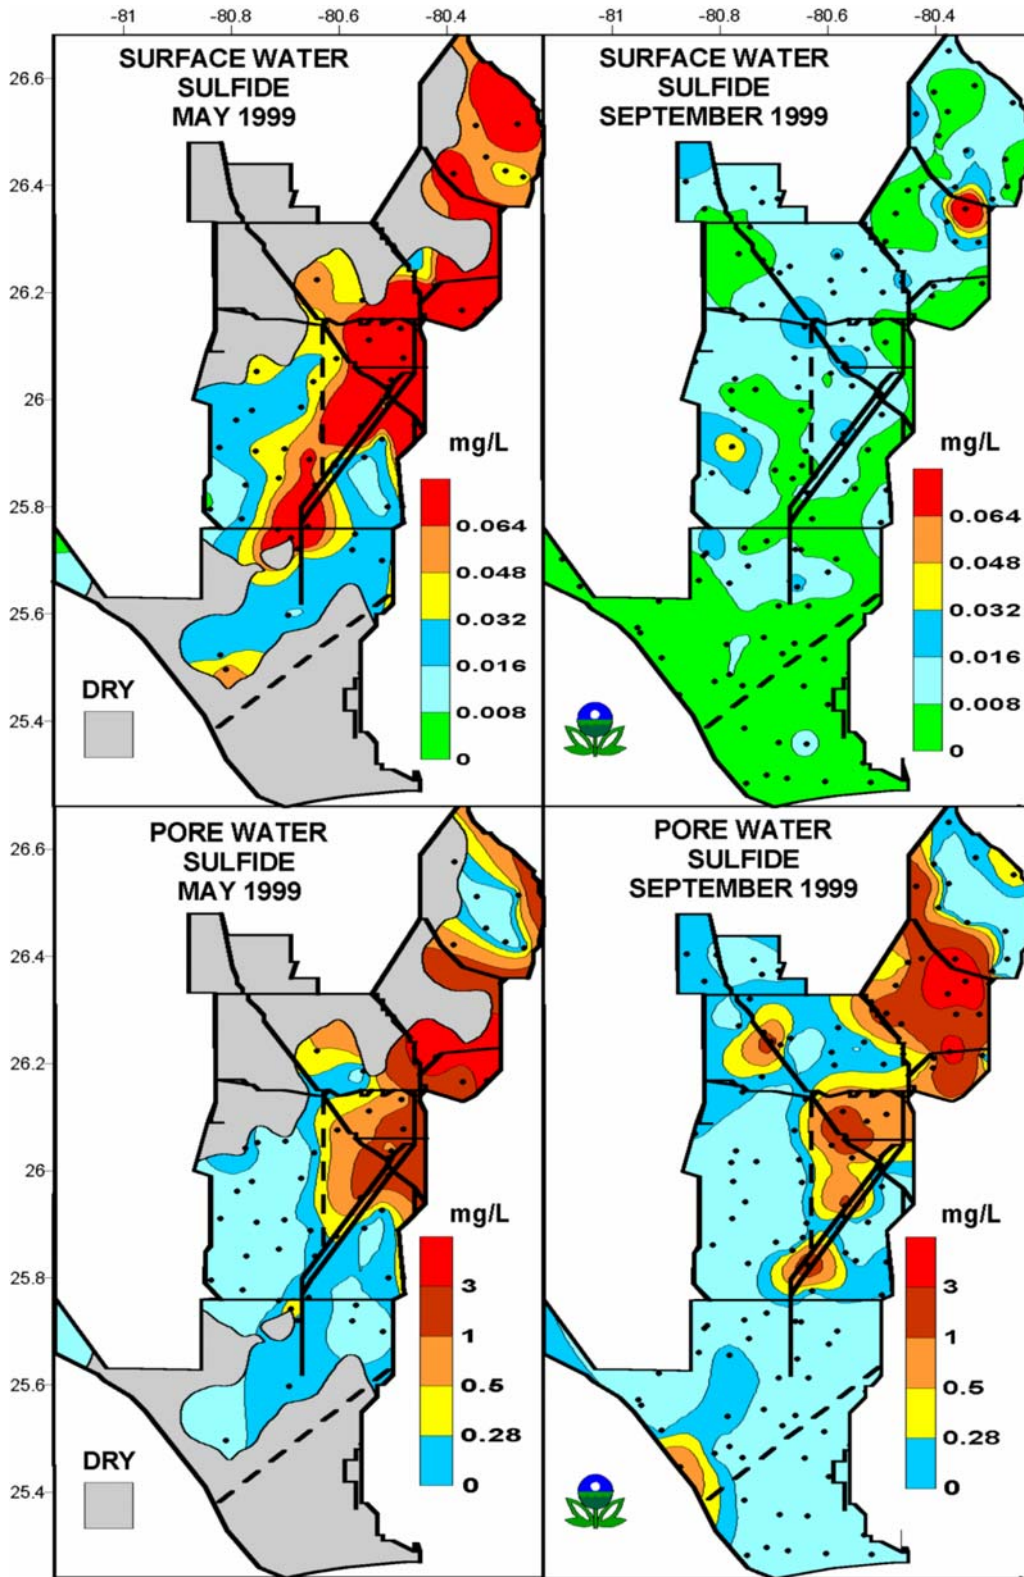 -81 -80.8 -80.6 -80.4 -81 -80.8 -80.6 -80.4
SURFACE WATER
SULFIDE
MAY 1999
26.6
26.4
26.2
26
25.8
25.6
25.4
mg/L
0.064
0.048
0.032
0.016
0.008
0
DRY
SURFACE WATER
SULFIDE
SEPTEMBER 1999
mg/L
0.064
0.048
0.032
0.016
0.008
0
PORE WATER
SULFIDE
MAY 1999
26.6
26.4
26.2
26
25.8
25.6
25.4
mg/L
3
1
0.5
0.28
0
DRY
PORE WATER
SULFIDE
SEPTEMBER 1999
mg/L
3
1
0.5
0.28
0